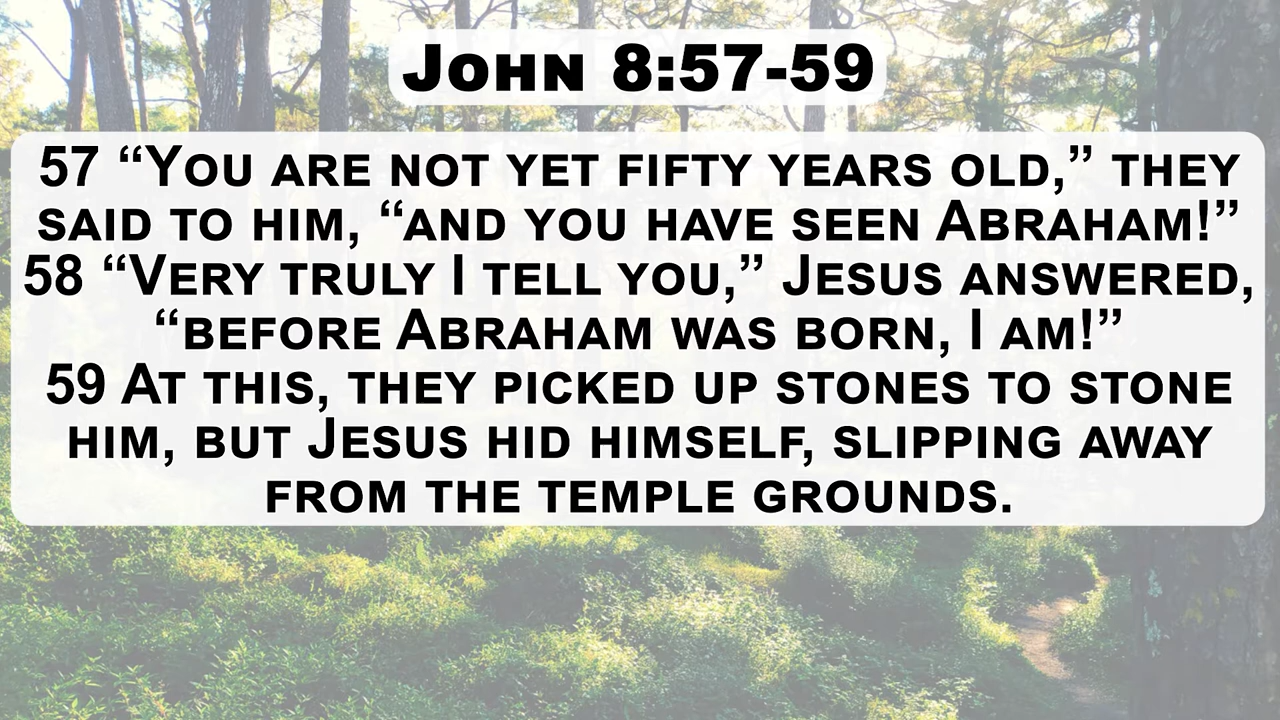 John 8:57-59
57 “You are not yet fifty years old,” they
said to him, “and you have seen Abraham!”
58 “Very truly I tell you,” Jesus answered,
“before Abraham was born, I am!”
59 At this, they picked up stones to stone
him, but Jesus hid himself, slipping away
from the temple grounds.